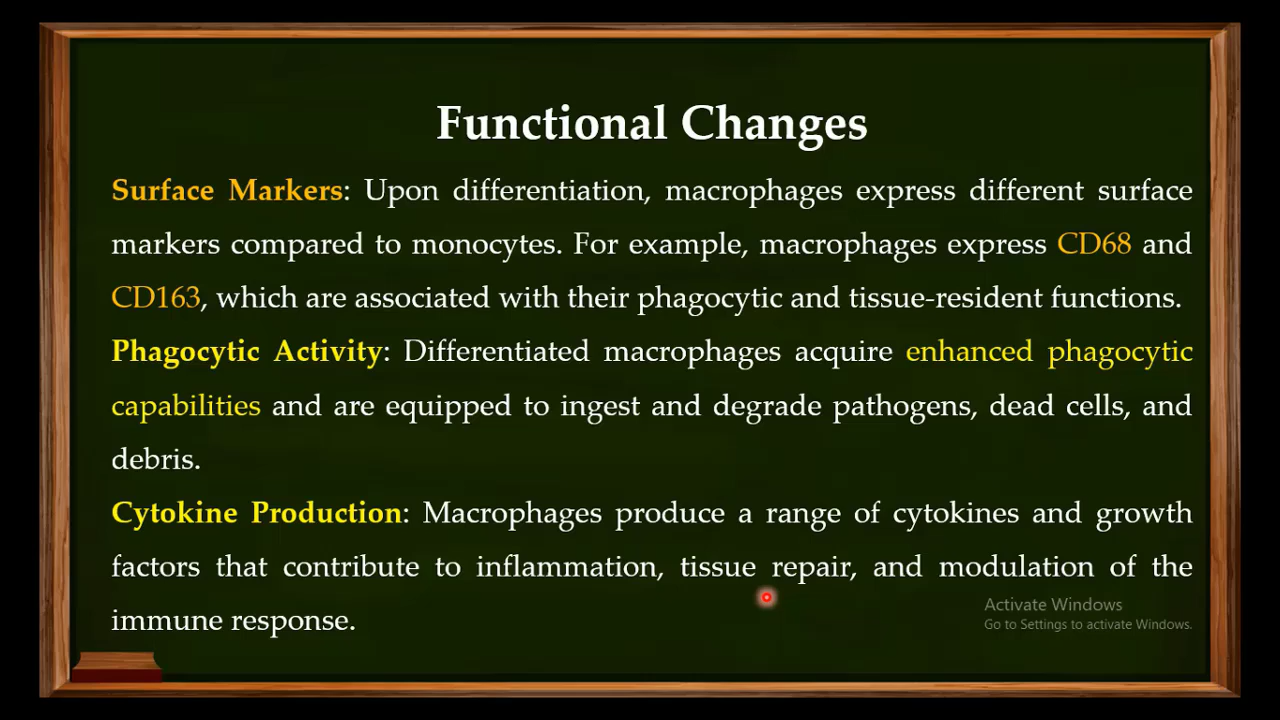 Functional Changes
Surface Markers: Upon differentiation, macrophages express different surface
markers compared to monocytes. For example, macrophages express CD68 and
CD163, which are associated with their phagocytic and tissue-resident functions.
Phagocytic Activity: Differentiated macrophages acquire enhanced phagocytic
capabilities and are equipped to ingest and degrade pathogens, dead cells, and
debris.
Cytokine Production: Macrophages produce a range of cytokines and growth
factors that contribute to inflammation, tissue repair, and modulation of the
immune response.
Activate Windows
Go to Settings to activate Windows.